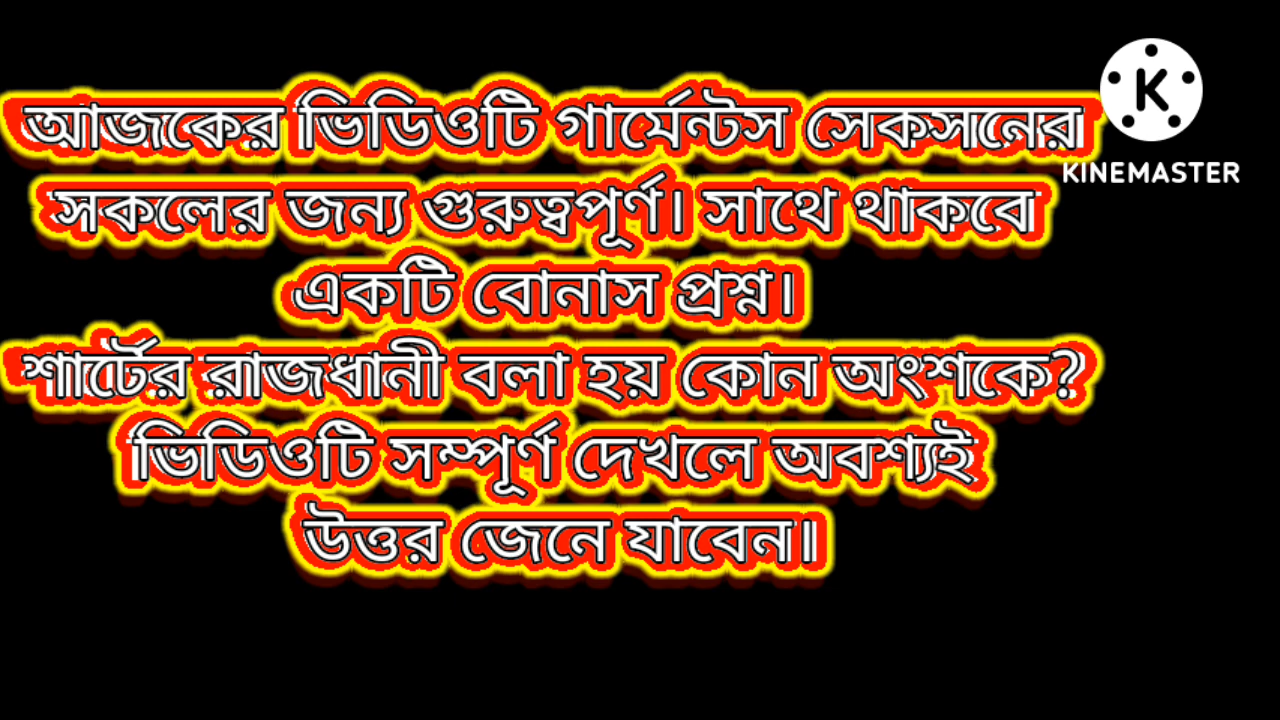 আজকের ভিডিওটি গার্মেন্টস সেকসনের
সকলের জন্য গুরুত্বপূর্ণ। সাথে থাকবে
একটি বোনাস প্রশ্ন।
শার্টের রাজধানী বলা হয় কোন অংশকে?
ভিডিওটি সম্পূর্ণ দেখলে অবশ্যই
উত্তর জেনে যাবেন।
K
KINEMASTER